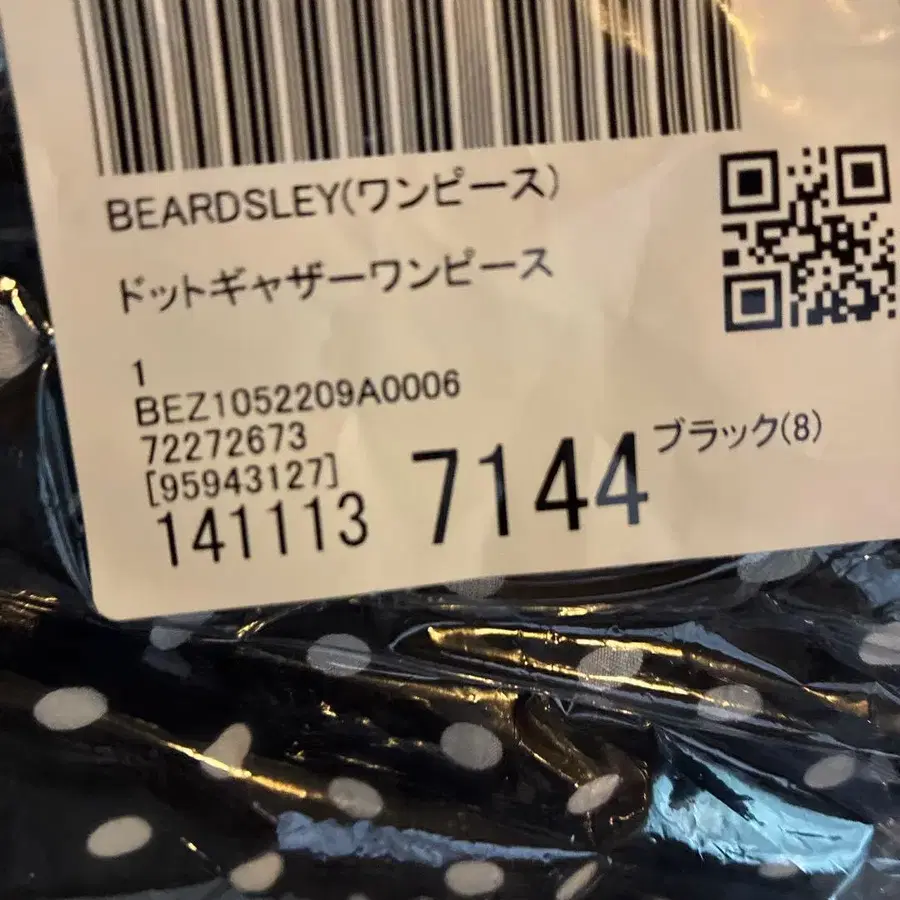 BEARDSLEY(ワンピース)
ドットギャザーワンピース
1
BEZ1052209A0006
72272673
[95943127]
141113 7144 ブラック(8)